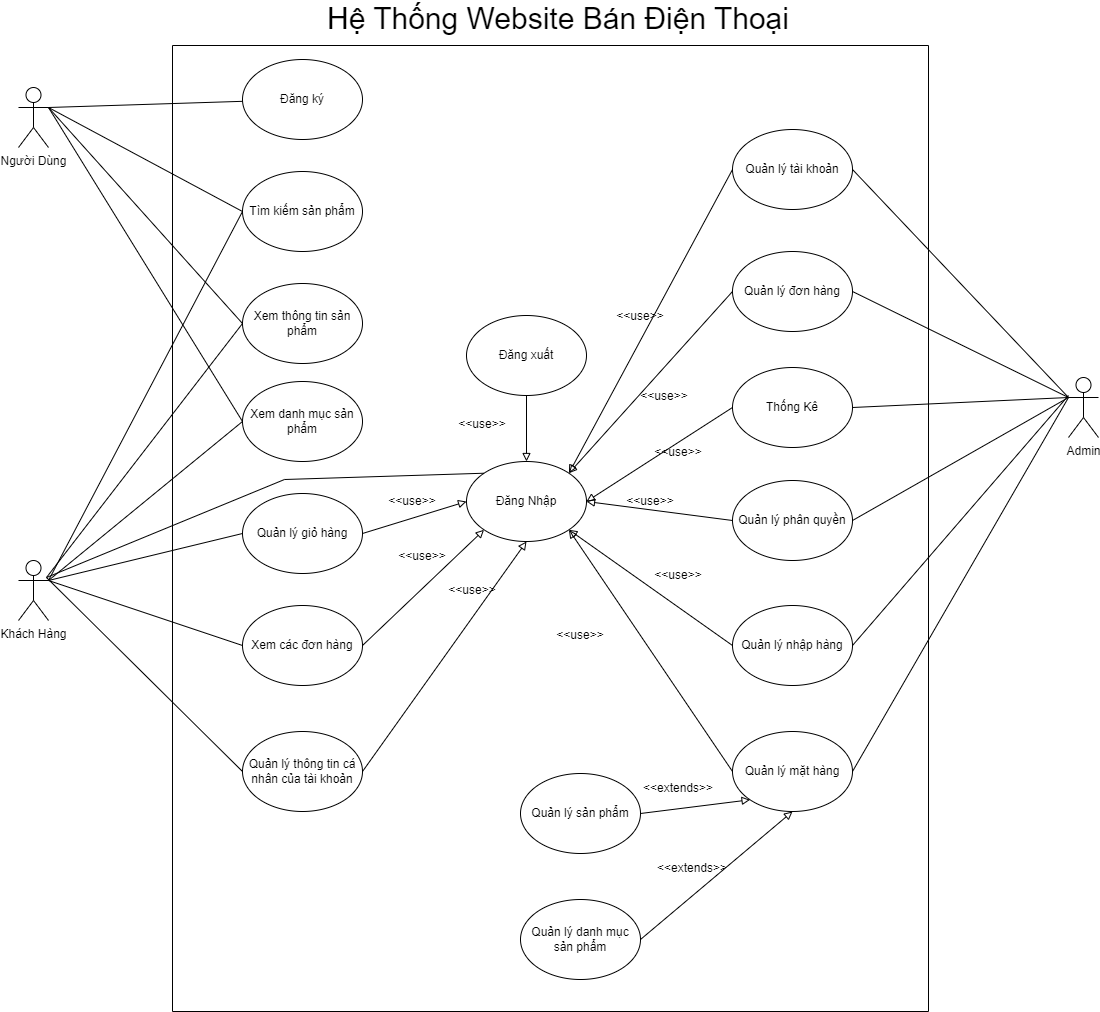 Hệ Thống Website Bán Điện Thoại
Đăng ký
Người Dùng
Quản lý tài khoản
Tìm kiếm sản phẩm
Quản lý đơn hàng
Xem thông tin sản
phẩm
<<use>>
Đăng xuất
<<use>>
Thống Kê
Xem danh mục sản
phẩm
<<use>>
<<use>>
Admin
<<use>>
Đăng Nhập
<<use>>
Quản lý phân quyền
Quản lý giỏ hàng
<<use>>
<<use>>
<<use>>
Khách Hàng
<<use>>
Xem các đơn hàng
Quản lý nhập hàng
Quản lý thông tin cá
nhân của tài khoản
Quản lý mặt hàng
<<extends>>
Quản lý sản phẩm
<<extends>>
Quản lý danh mục
sản phẩm